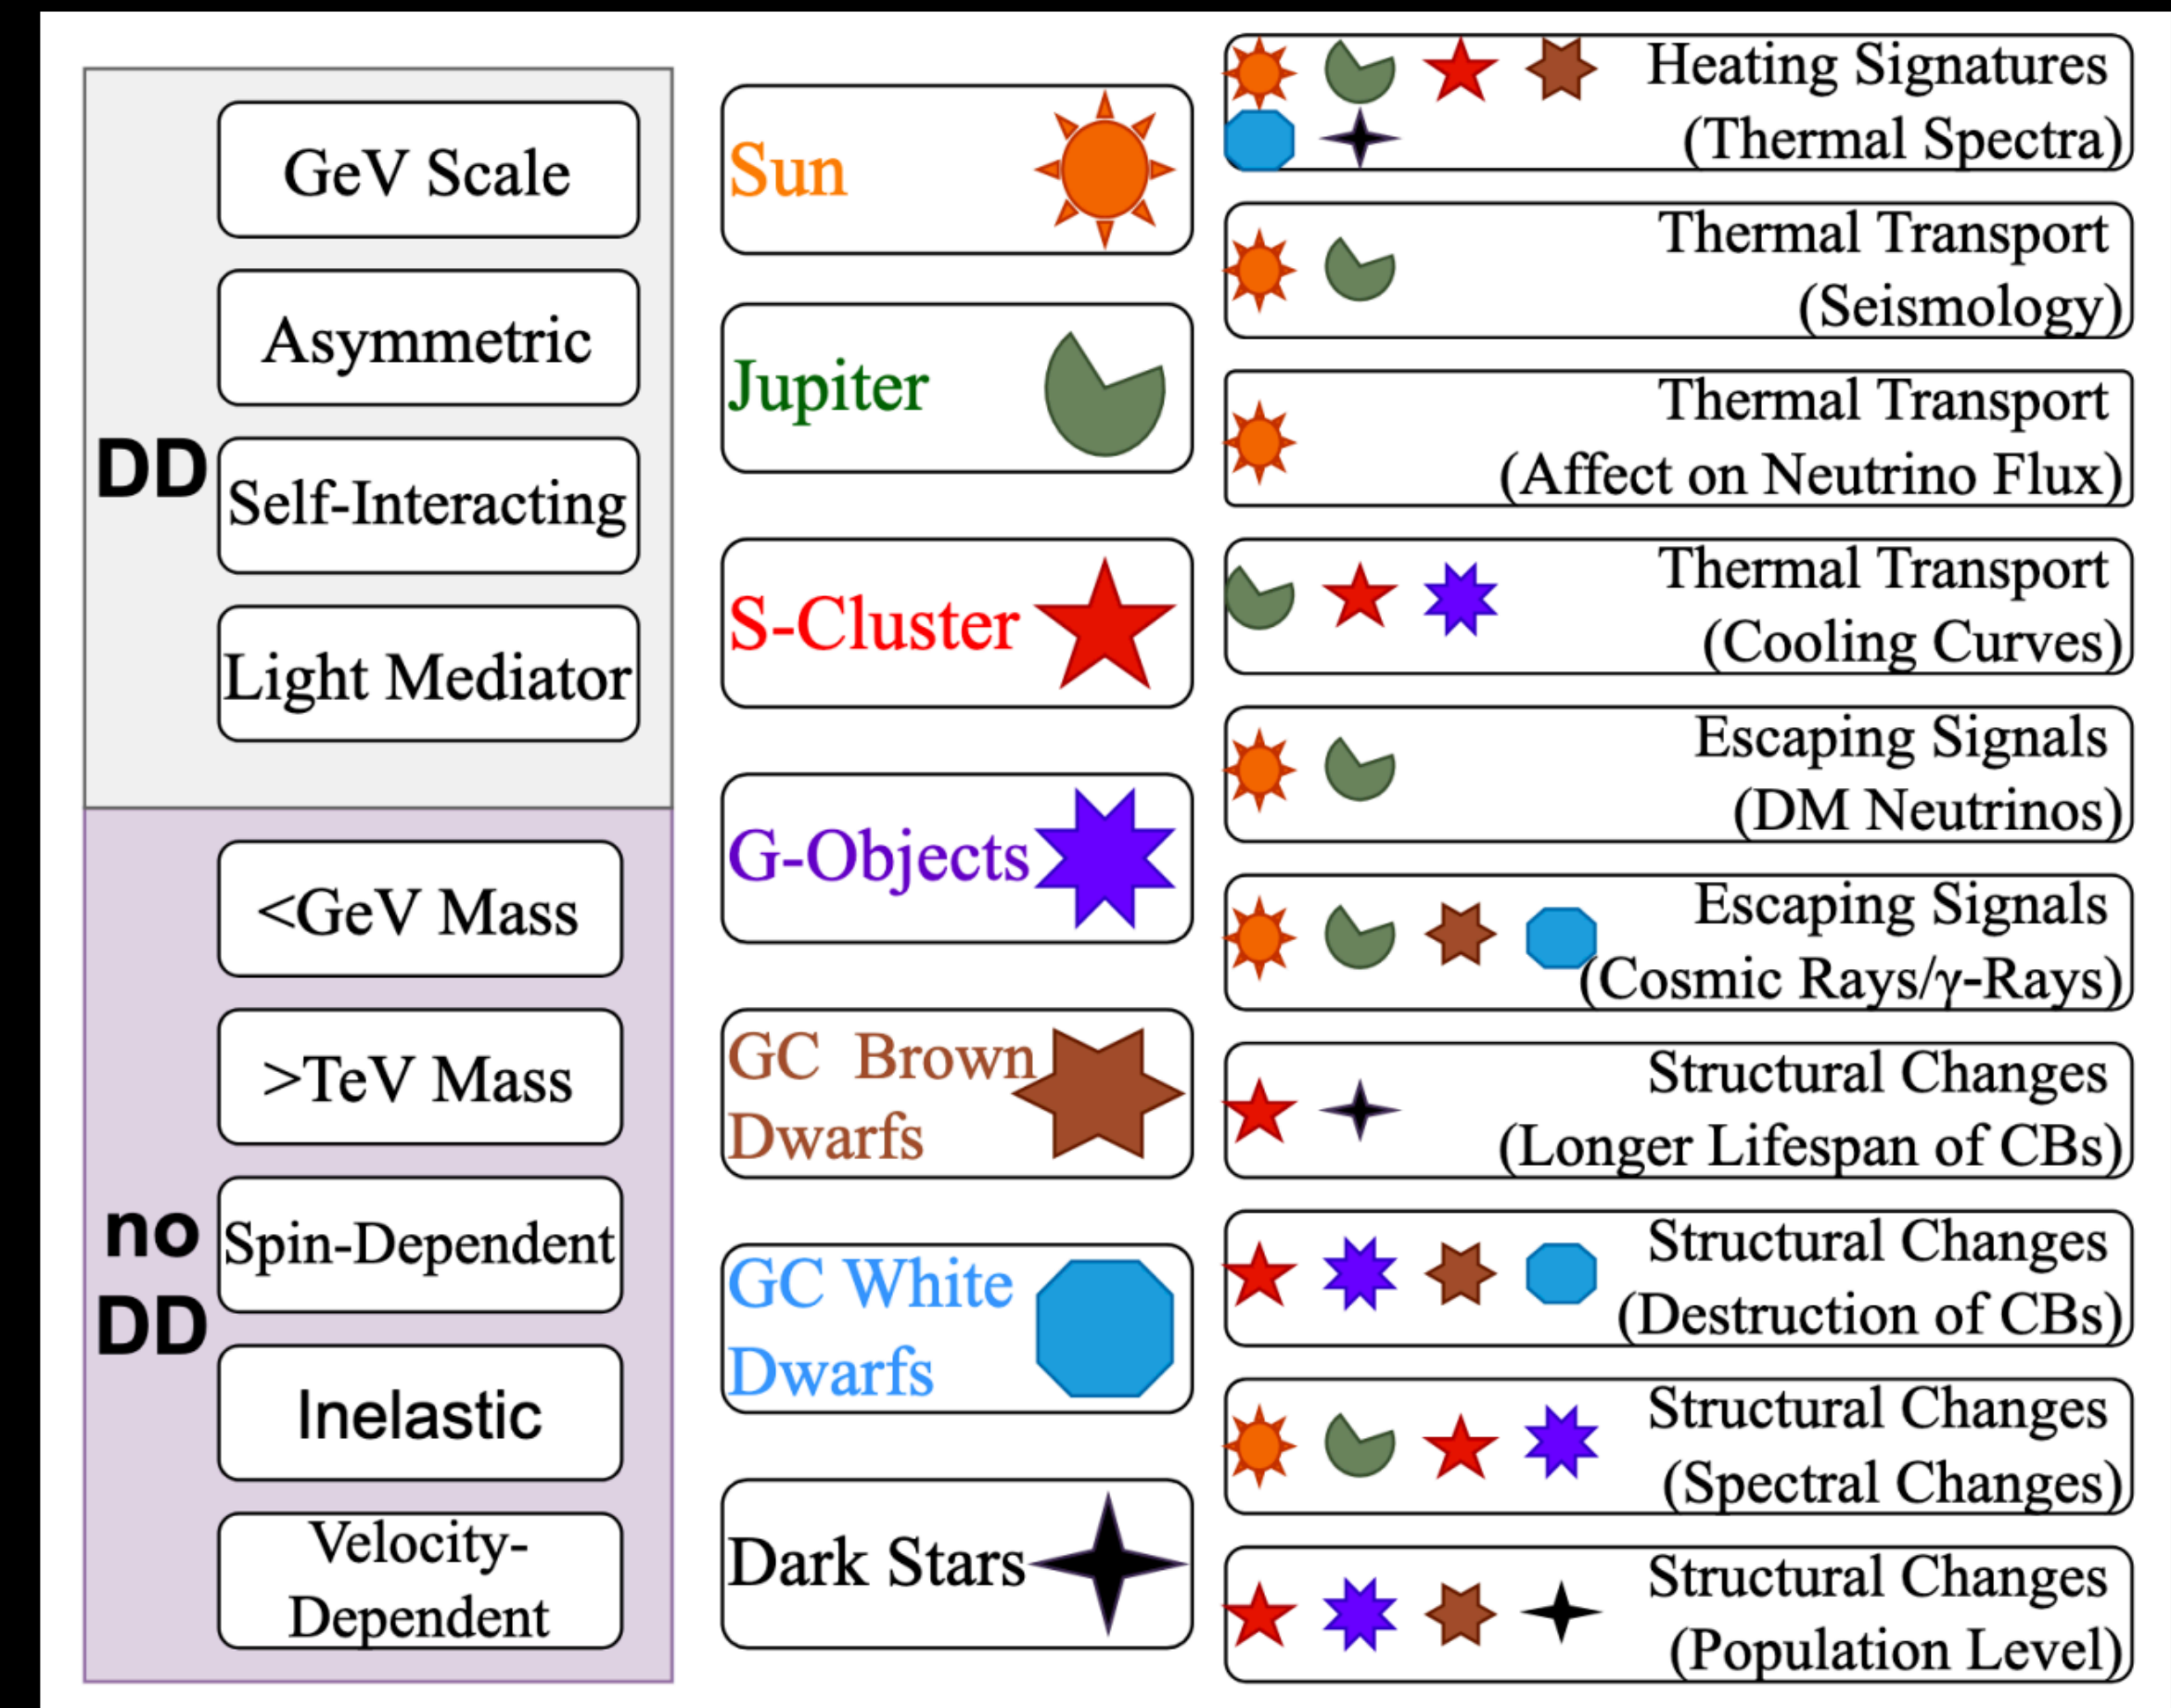 DD
GeV Scale
Asymmetric
Self-Interacting
Light Mediator
no
DD
<GeV Mass
>TeV Mass
Spin-Dependent
Inelastic
Velocity-
Dependent
Sun
Jupiter
S-Cluster
G-Objects
GC Brown
Dwarfs
GC White
Dwarfs
Dark Stars
Heating Signatures
(Thermal Spectra)
Thermal Transport
(Seismology)
Thermal Transport
(Affect on Neutrino Flux)
Thermal Transport
(Cooling Curves)
Escaping Signals
(DM Neutrinos)
Escaping Signals
(Cosmic Rays/γ-Rays)
Structural Changes
(Longer Lifespan of CBs)
Structural Changes
(Destruction of CBs)
Structural Changes
(Spectral Changes)
Structural Changes
(Population Level)